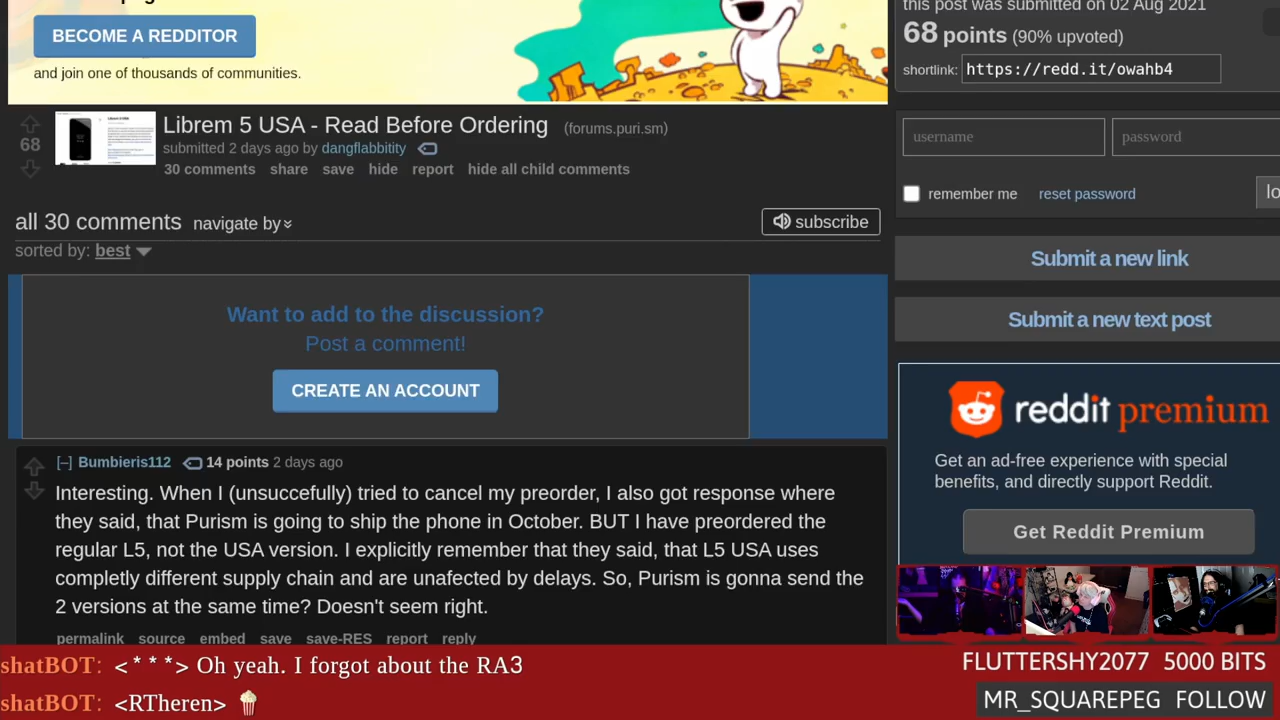 BECOME A REDDITOR
and join one of thousands of communities.
this post was submitted on 02 Aug 2021
68 points (90% upvoted)
shortlink: https://redd.it/owahb4
68
Librem 5 USA - Read Before Ordering (forums.puri.sm)
submitted 2 days ago by dangflabbitity
30 comments share save hide report hide all child comments
username
password
remember me reset password
all 30 comments navigate by
subscribe
sorted by: best
Submit a new link
Submit a new text post
Want to add to the discussion?
Post a comment!
CREATE AN ACCOUNT
reddit premium
Get an ad-free experience with special
benefits, and directly support Reddit.
Get Reddit Premium
[–] Bumbieris112 14 points 2 days ago
Interesting. When I (unsuccefully) tried to cancel my preorder, I also got response where
they said, that Purism is going to ship the phone in October. BUT I have preordered the
regular L5, not the USA version. I explicitly remember that they said, that L5 USA uses
completly different supply chain and are unafected by delays. So, Purism is gonna send the
2 versions at the same time? Doesn't seem right.
permalink source embed save save-RES report reply
shatBOT: <***> Oh yeah. I forgot about the RA3
shatBOT: <RTheren> 🍿
FLUTTERSHY2077 5000 BITS
MR_SQUAREPEG FOLLOW